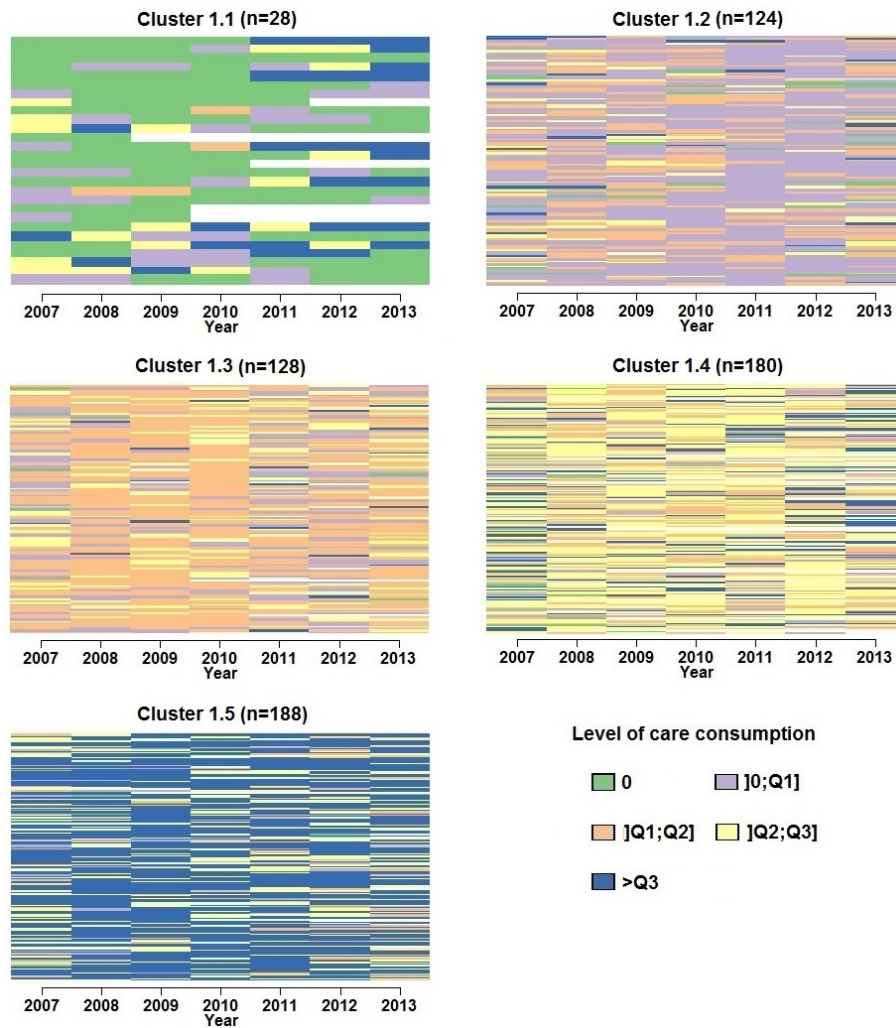 Cluster 1.1 (n=28)
Cluster 1.2 (n=124)
2007 2008 2009 2010 2011 2012 2013
Year
2007 2008 2009 2010 2011 2012 2013
Year
Cluster 1.3 (n=128)
Cluster 1.4 (n=180)
2007 2008 2009 2010 2011 2012 2013
Year
2007 2008 2009 2010 2011 2012 2013
Year
Cluster 1.5 (n=188)
2007 2008 2009 2010 2011 2012 2013
Year
Level of care consumption
0
]0;Q1]
]Q1;Q2]
]Q2;Q3]
>Q3